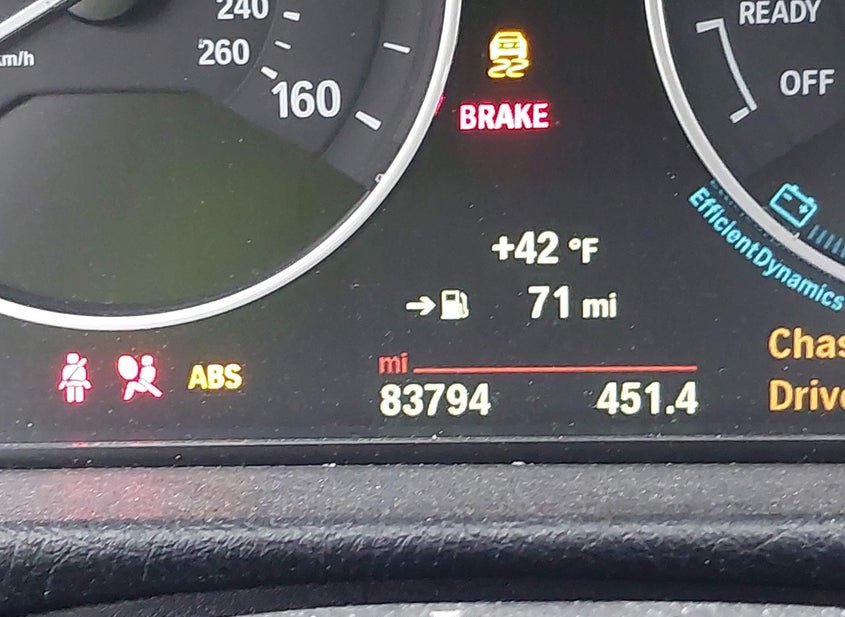 240
READY
km/h
260
160
OFF
BRAKE
EfficientDynamics
+42 °F
71 mi
ABS
mi
83794 451.4